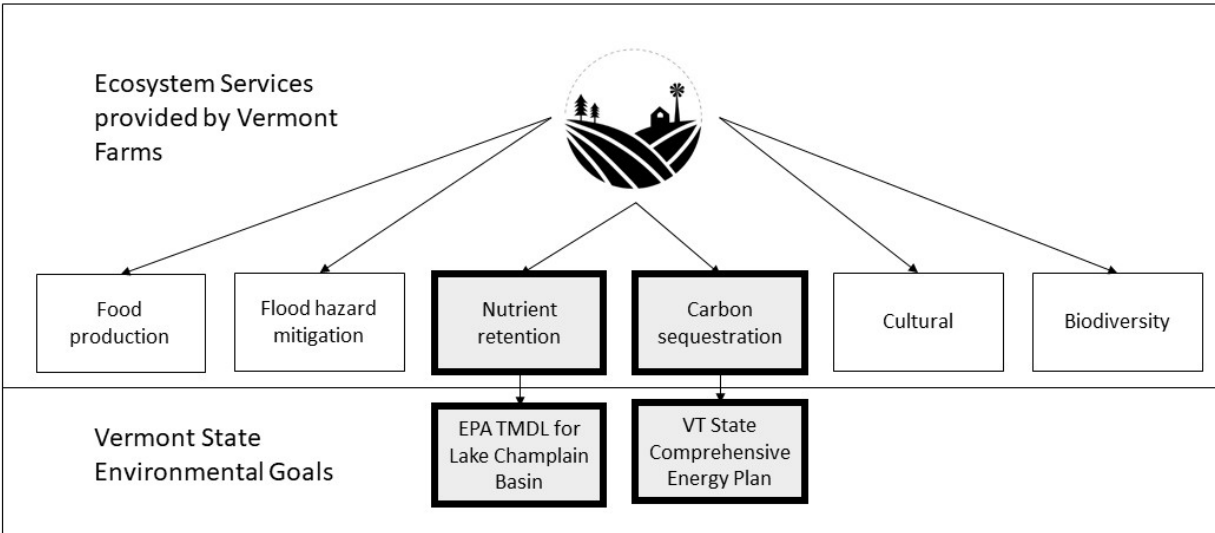 Ecosystem Services
provided by Vermont
Farms
Food
production
Flood hazard
mitigation
Nutrient
retention
Carbon
sequestration
Cultural
Biodiversity
Vermont State
Environmental Goals
EPA TMDL for
Lake Champlain
Basin
VT State
Comprehensive
Energy Plan